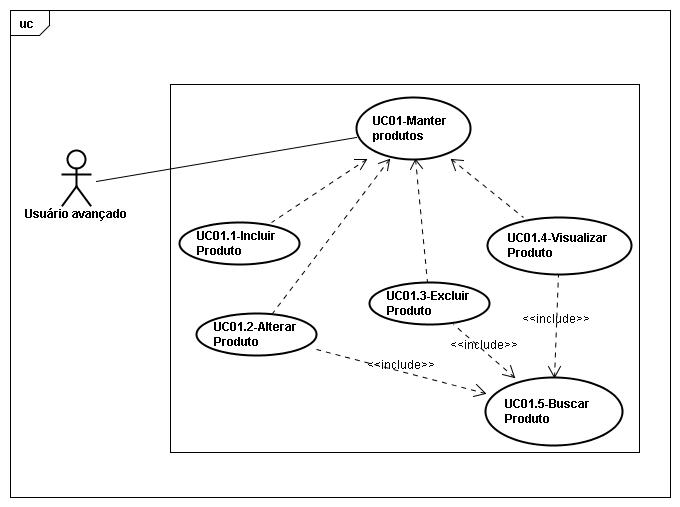 uc
UC01-Manter
produtos
Usuário avançado
UC01.1-Incluir
Produto
UC01.4-Visualizar
Produto
UC01.3-Excluir
Produto
UC01.2-Alterar
Produto
<<include>>
<<include>>
<<include>>
UC01.5-Buscar
Produto